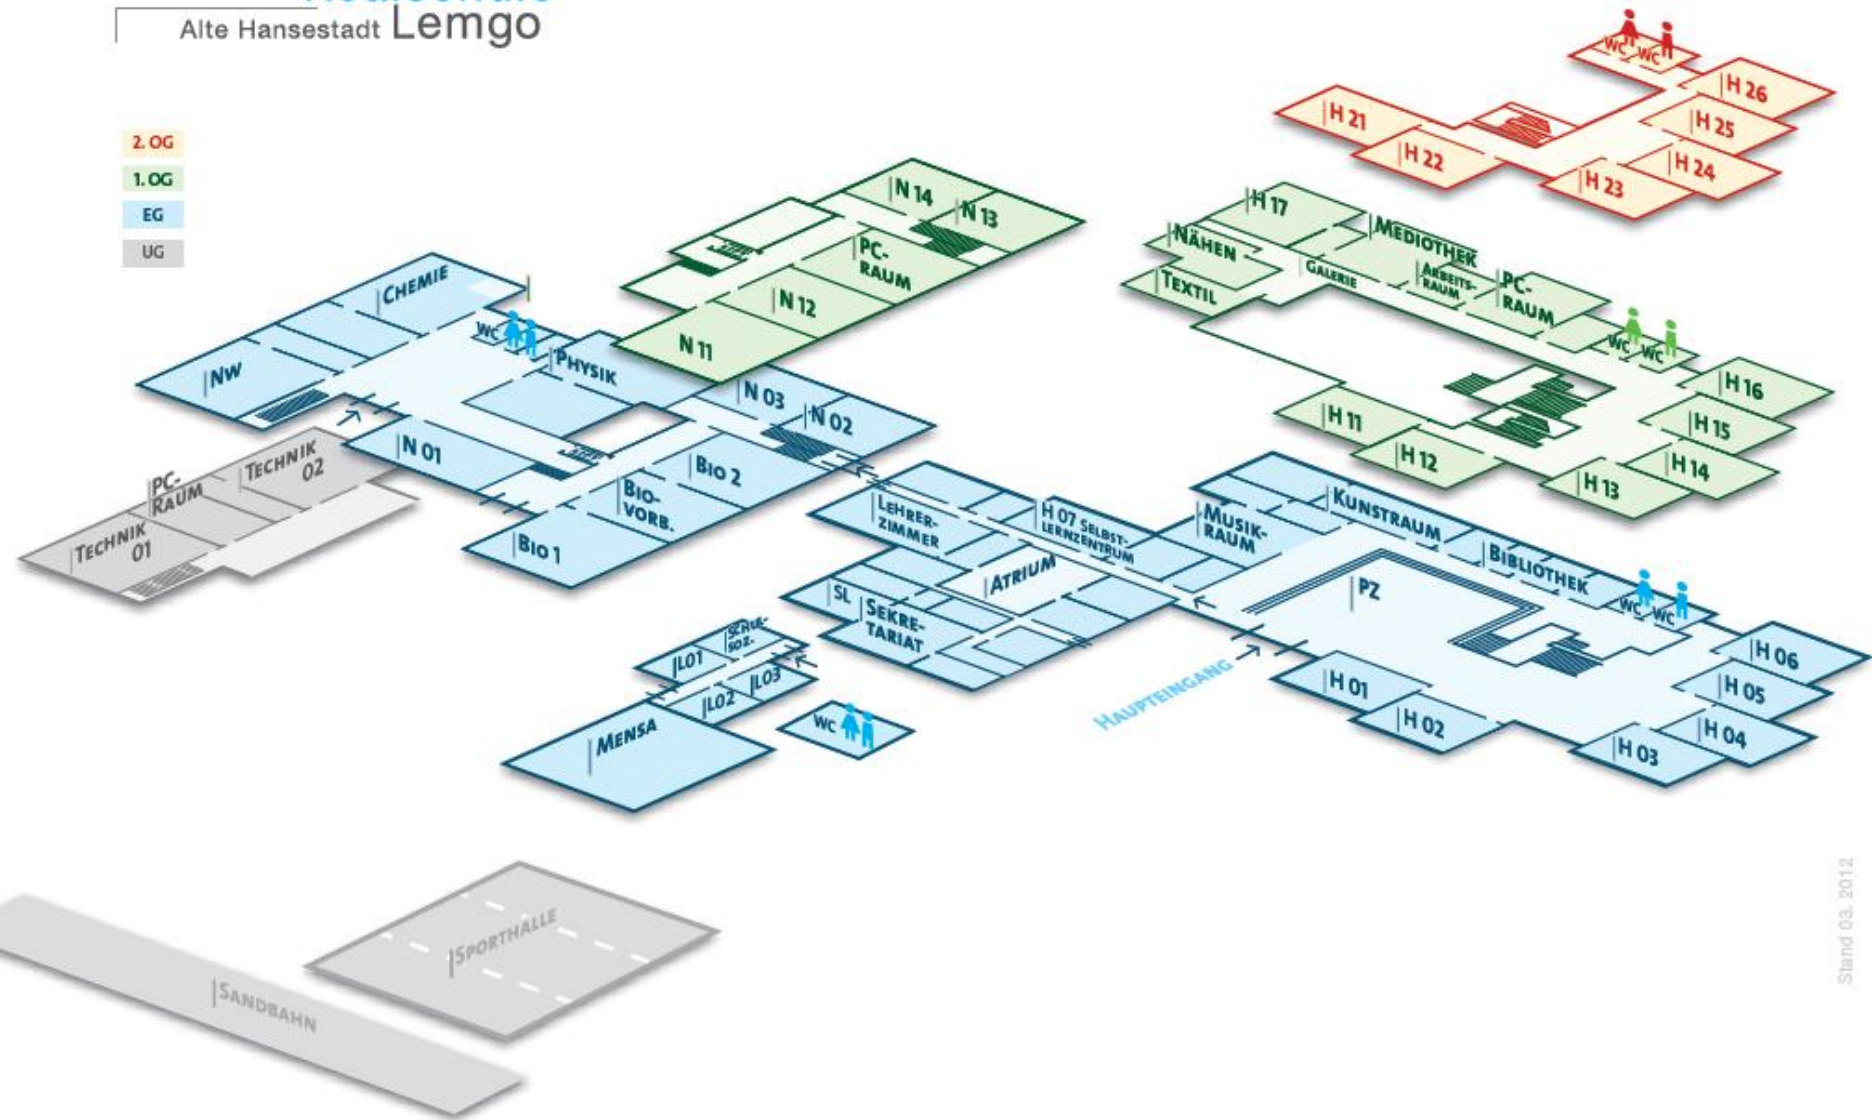 Alte Hansestadt Lemgo
2. OG
1. OG
EG
UG
WC WC
H 26
H 21
H 25
H 22
H 24
H 23
N 14
N 13
PC-
RAUM
N 12
N 11
H 17
NÄHEN
MEDIOTHEK
GALERIE
ARBEITS-
RAUM
PC-
RAUM
TEXTIL
WC WC
H 16
H 11
H 15
H 12
H 14
H 13
CHEMIE
WC
NW
PHYSIK
N 03
N 02
N 01
BIO 2
BIO-
VORB.
BIO 1
TECHNIK
02
PC-
RAUM
TECHNIK
01
LEHRER-
ZIMMER
H 07 SELBST-
LERNZENTRUM
MUSIK-
RAUM
KUNSTRAUM
BIBLIOTHEK
ATRIUM
PZ
WC WC
SL
SEKRE-
TARIAT
HAUPTEINGANG
H 06
H 01
H 05
H 02
H 04
H 03
SCHUL-
SOZ.
L01
L03
L02
MENSA
WC
SPORTHALLE
SANDBAHN
Stand 03. 2012